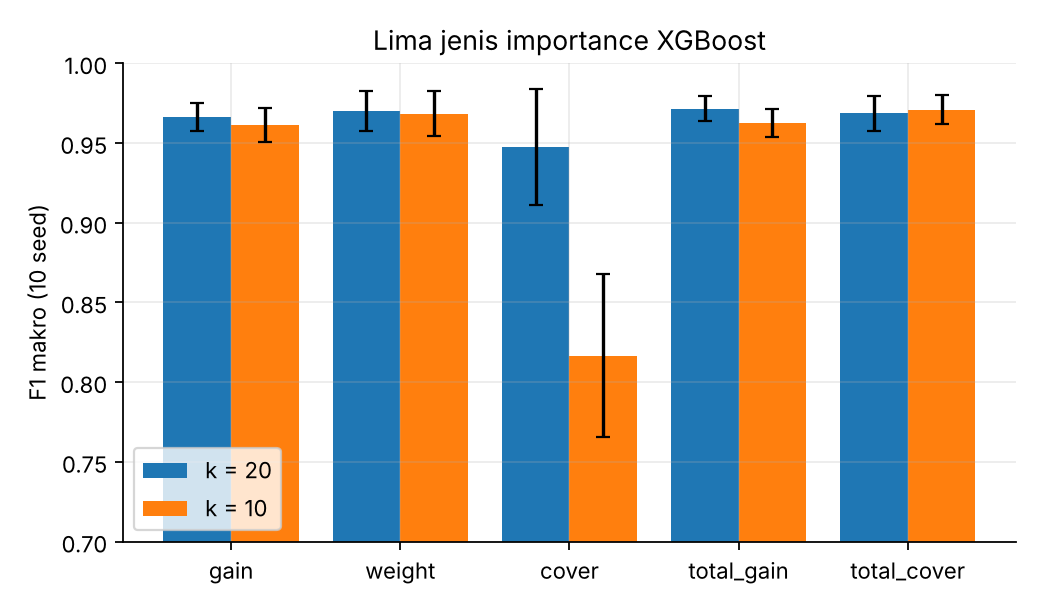 Lima jenis importance XGBoost
F1 makro (10 seed)
1.00
0.95
0.90
0.85
0.80
0.75
0.70
k = 20
k = 10
gain
weight
cover
total_gain
total_cover